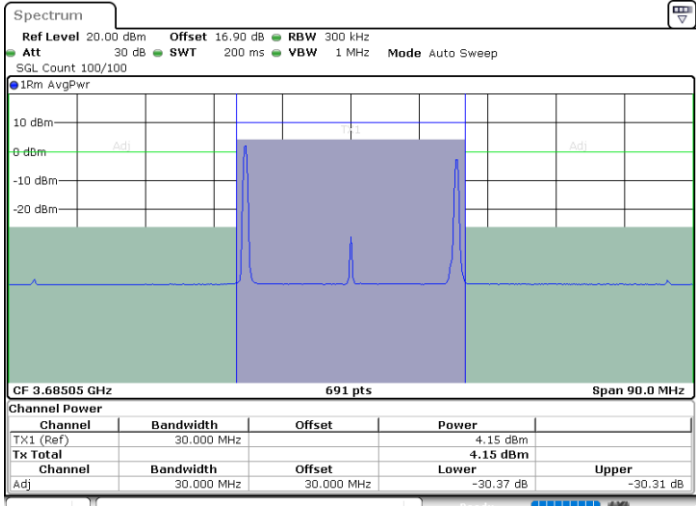 Spectrum
Ref Level 20.00 dBm Offset 16.90 dB RBW 300 kHz
Att 30 dB SWT 200 ms VBW 1 MHz Mode Auto Sweep
SGL Count 100/100
1Rm AvgPwr
10 dBm
Tx1
0 dBm Adj Adj
-10 dBm
-20 dBm
CF 3.68505 GHz 691 pts Span 90.0 MHz
Channel Power
Channel Bandwidth Offset Power
TX1 (Ref) 30.000 MHz 4.15 dBm
Tx Total 4.15 dBm
Channel Bandwidth Offset Lower Upper
Adj 30.000 MHz 30.000 MHz -30.37 dB -30.31 dB